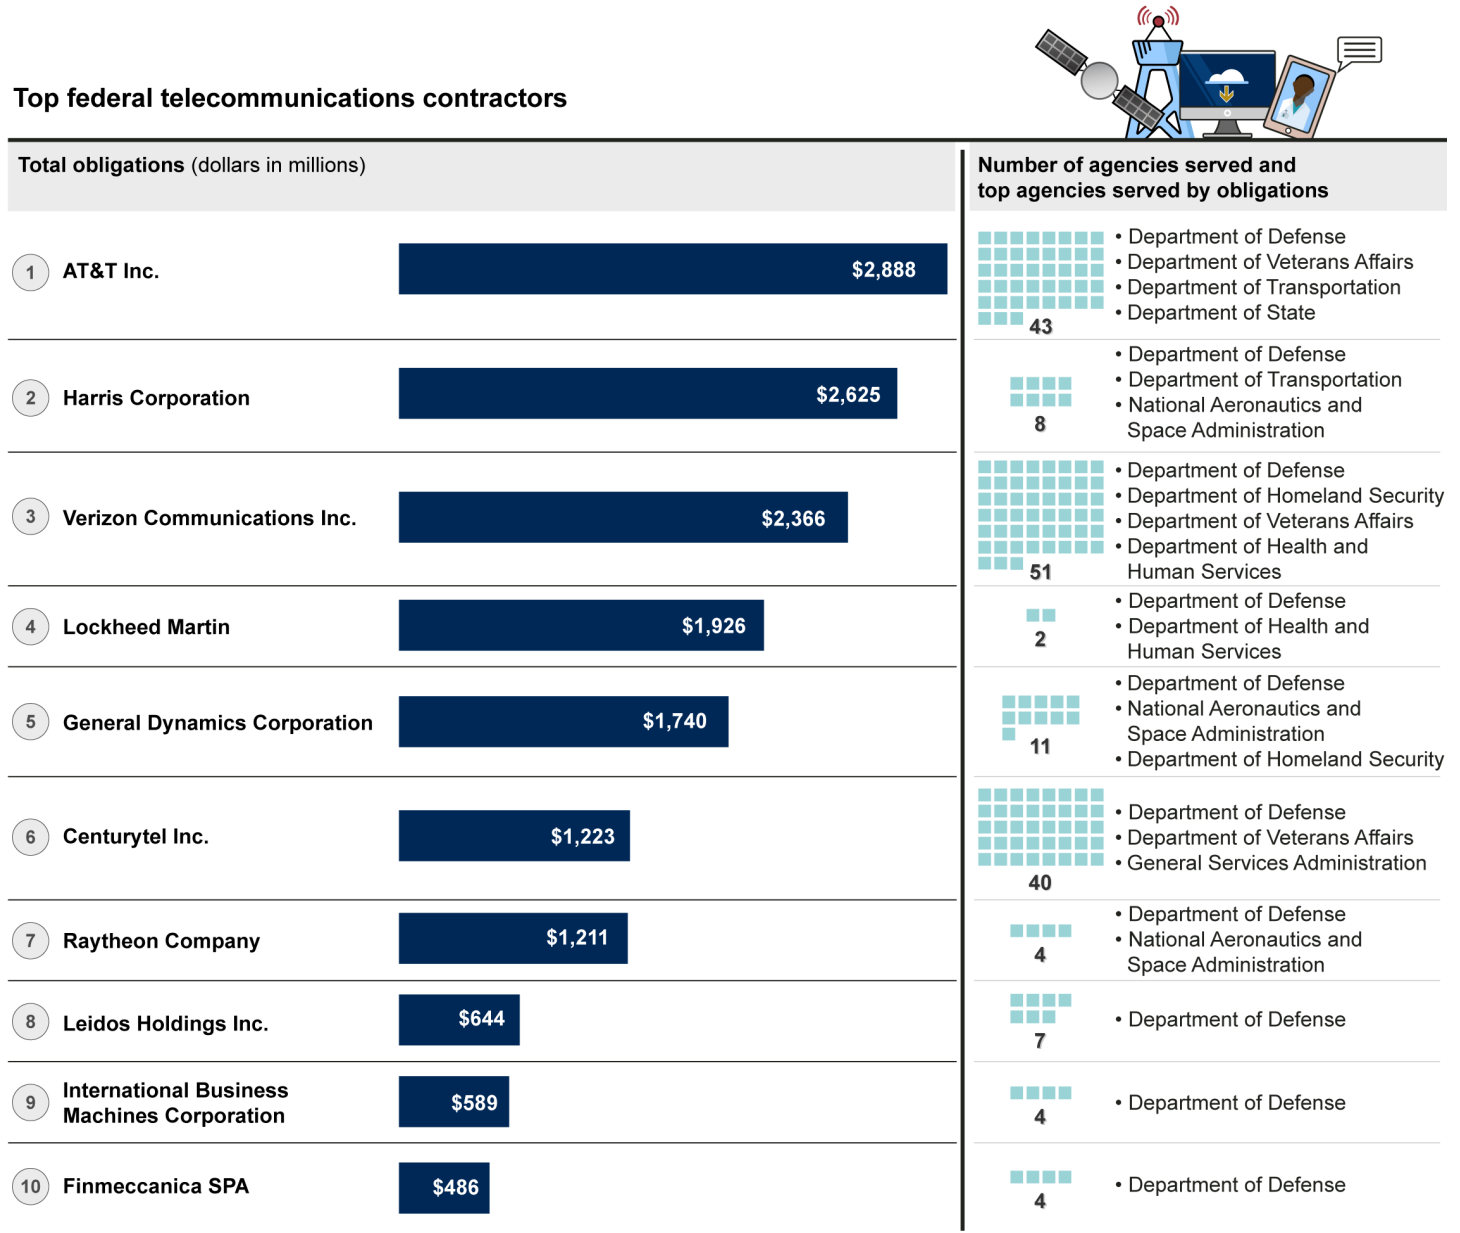 Top federal telecommunications contractors
Total obligations (dollars in millions)
Number of agencies served and
top agencies served by obligations
1
AT&T Inc.
$2,888
43
• Department of Defense
• Department of Veterans Affairs
• Department of Transportation
• Department of State
2
Harris Corporation
$2,625
8
• Department of Defense
• Department of Transportation
• National Aeronautics and
Space Administration
3
Verizon Communications Inc.
$2,366
51
• Department of Defense
• Department of Homeland Security
• Department of Veterans Affairs
• Department of Health and
Human Services
4
Lockheed Martin
$1,926
2
• Department of Defense
• Department of Health and
Human Services
5
General Dynamics Corporation
$1,740
11
• Department of Defense
• National Aeronautics and
Space Administration
• Department of Homeland Security
6
Centurytel Inc.
$1,223
40
• Department of Defense
• Department of Veterans Affairs
• General Services Administration
7
Raytheon Company
$1,211
4
• Department of Defense
• National Aeronautics and
Space Administration
8
Leidos Holdings Inc.
$644
7
• Department of Defense
9
International Business
Machines Corporation
$589
4
• Department of Defense
10
Finmeccanica SPA
$486
4
• Department of Defense